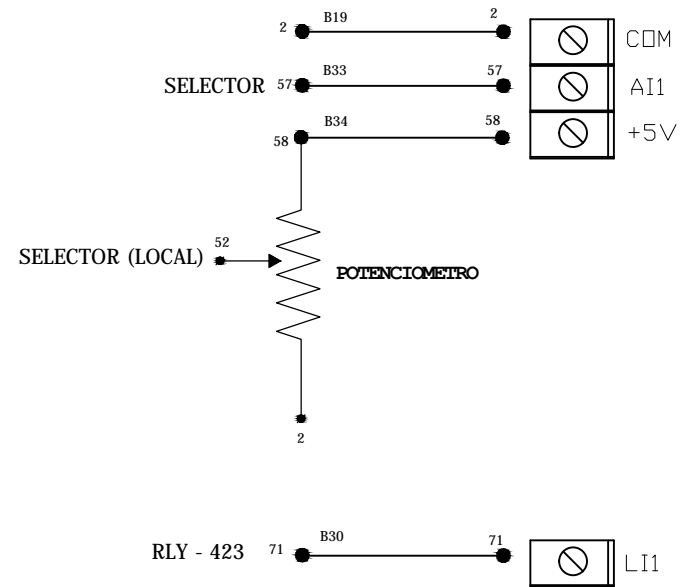 2 B19 2 COM
SELECTOR 57 B33 57 AI1
58 B34 58 +5V
SELECTOR (LOCAL) 52
POTENCIOMETRO
2
RLY - 423 71 B30 71 LI1